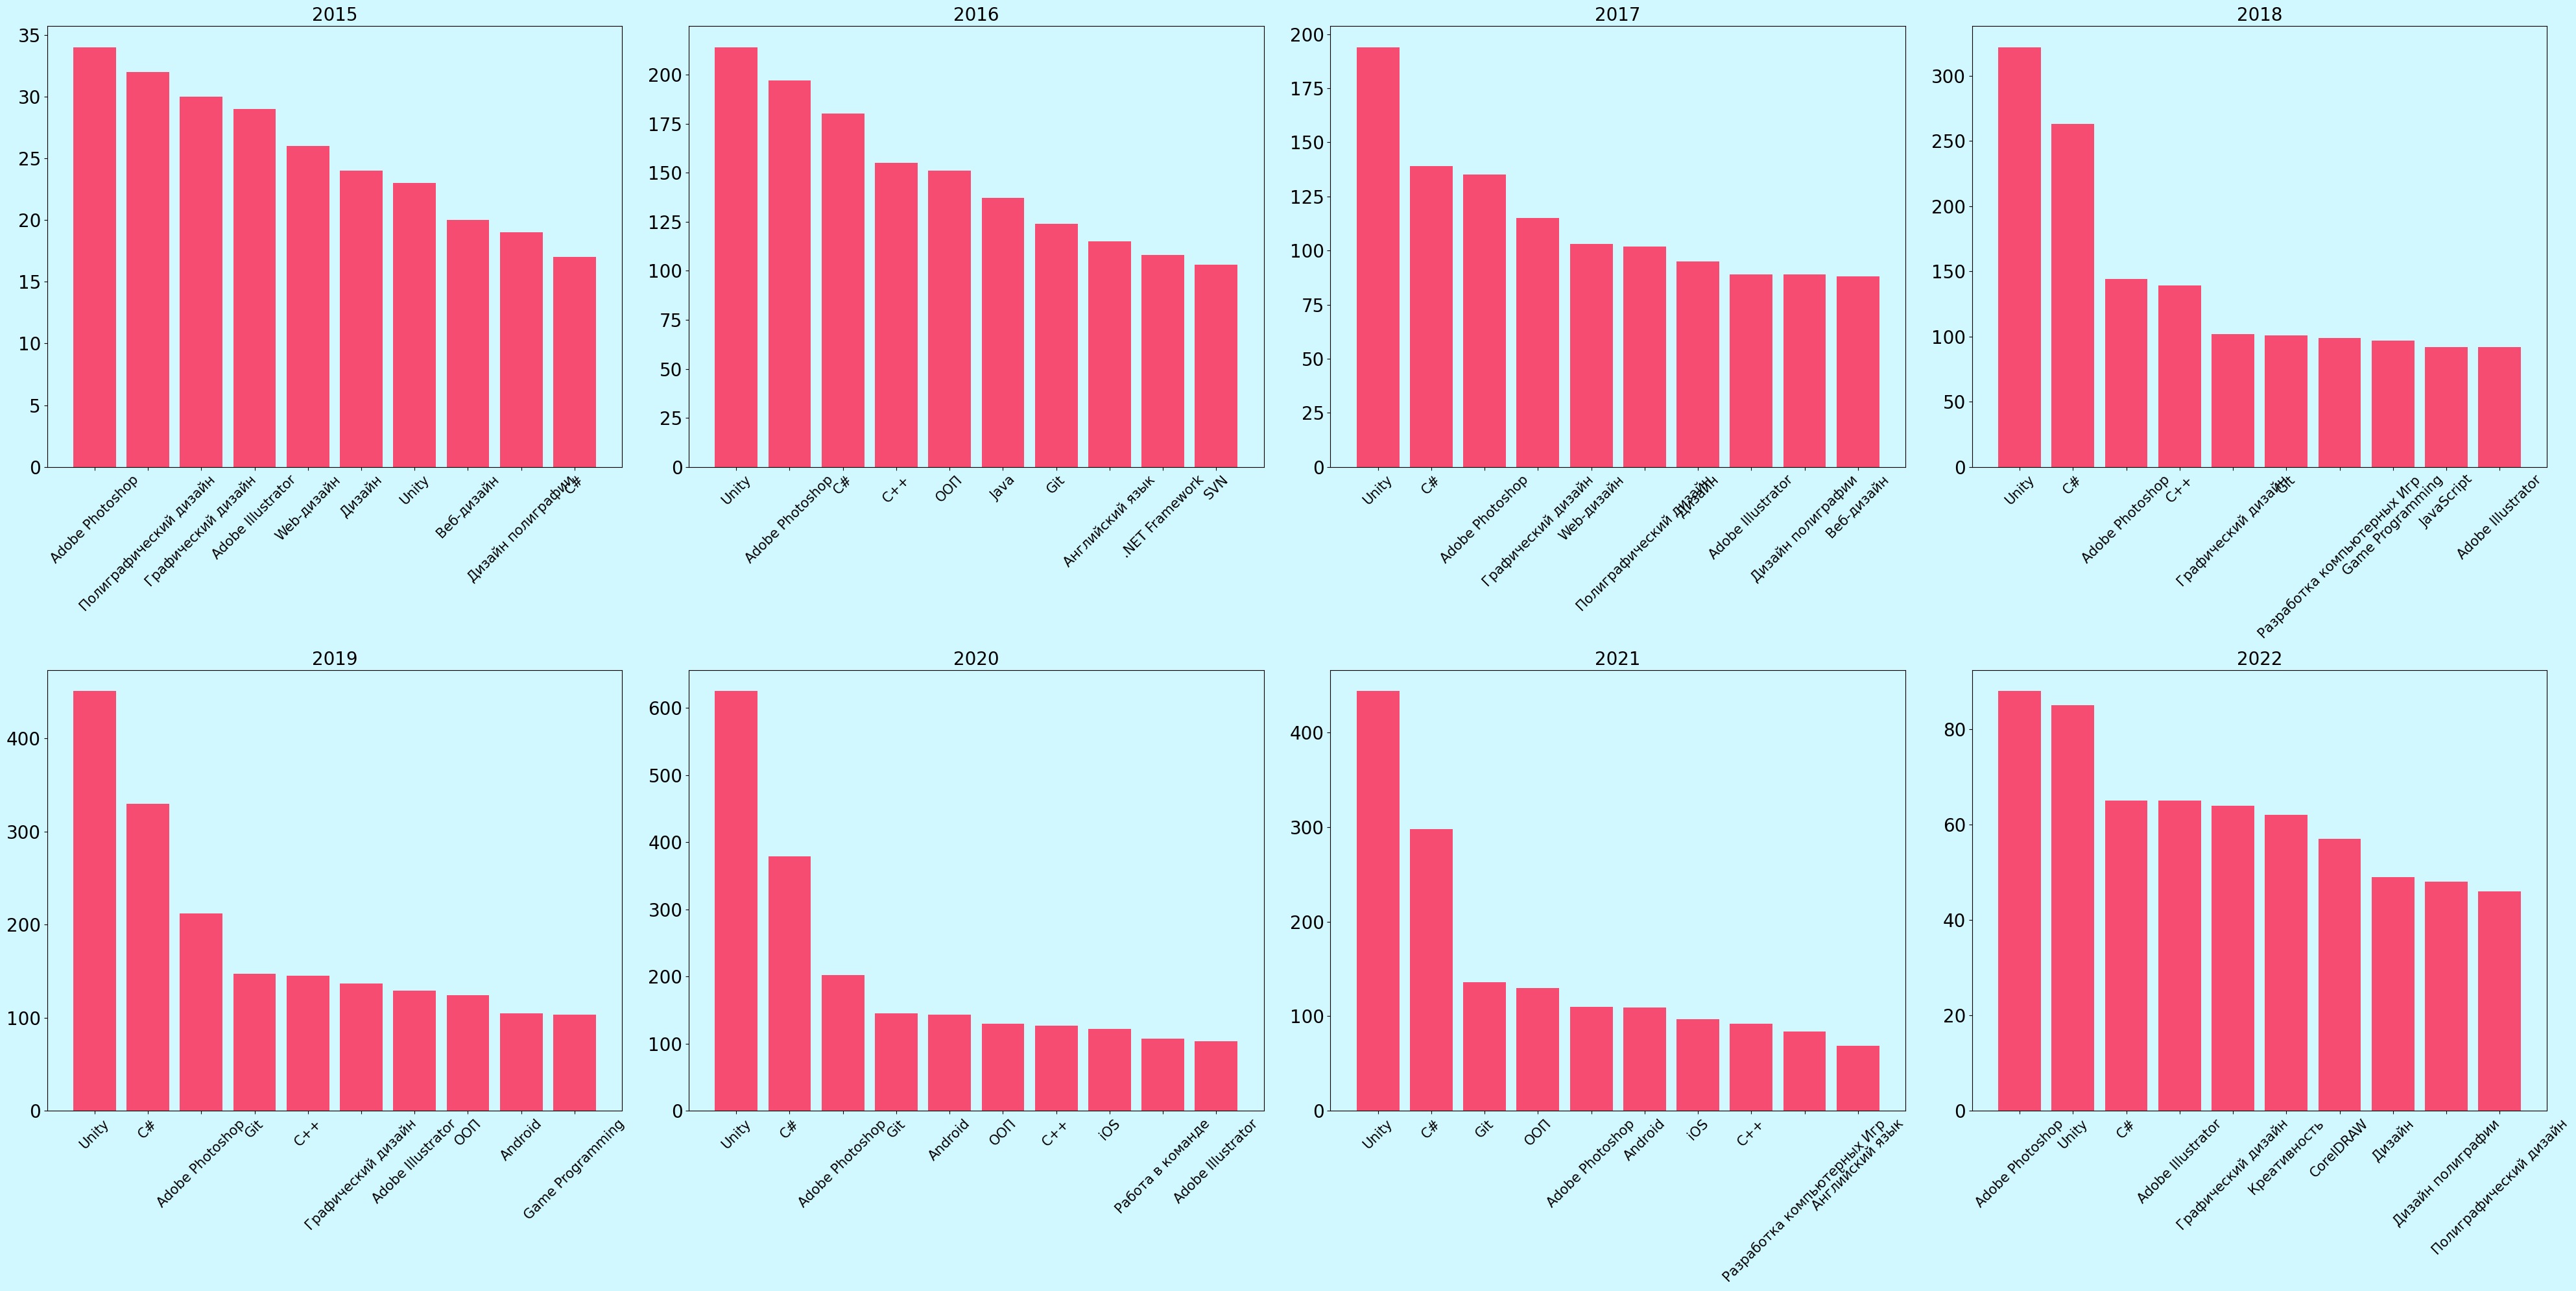 2015
35
30
25
20
15
10
5
0
Adobe Photoshop
Полиграфический дизайн
Графический дизайн
Adobe Illustrator
Web-дизайн
Дизайн
Unity
Веб-дизайн
Дизайн полиграфии
C#
2016
200
175
150
125
100
75
50
25
0
Unity
Adobe Photoshop
C#
C++
ООП
Java
Git
Английский язык
.NET Framework
SVN
2017
200
175
150
125
100
75
50
25
0
Unity
C#
Adobe Photoshop
Графический дизайн
Web-дизайн
Полиграфический дизайн
Дизайн
Adobe Illustrator
Дизайн полиграфии
Веб-дизайн
2018
300
250
200
150
100
50
0
Unity
C#
Adobe Photoshop
C++
Графический дизайн
Git
Разработка компьютерных Игр
Game Programming
JavaScript
Adobe Illustrator
2019
400
300
200
100
0
Unity
C#
Adobe Photoshop
Git
C++
Графический дизайн
Adobe Illustrator
ООП
Android
Game Programming
2020
600
500
400
300
200
100
0
Unity
C#
Adobe Photoshop
Git
Android
ООП
C++
iOS
Работа в команде
Adobe Illustrator
2021
400
300
200
100
0
Unity
C#
Git
ООП
Adobe Photoshop
Android
iOS
C++
Разработка компьютерных Игр
Английский язык
2022
80
60
40
20
0
Adobe Photoshop
Unity
C#
Adobe Illustrator
Графический дизайн
Креативность
CorelDRAW
Дизайн
Дизайн полиграфии
Полиграфический дизайн